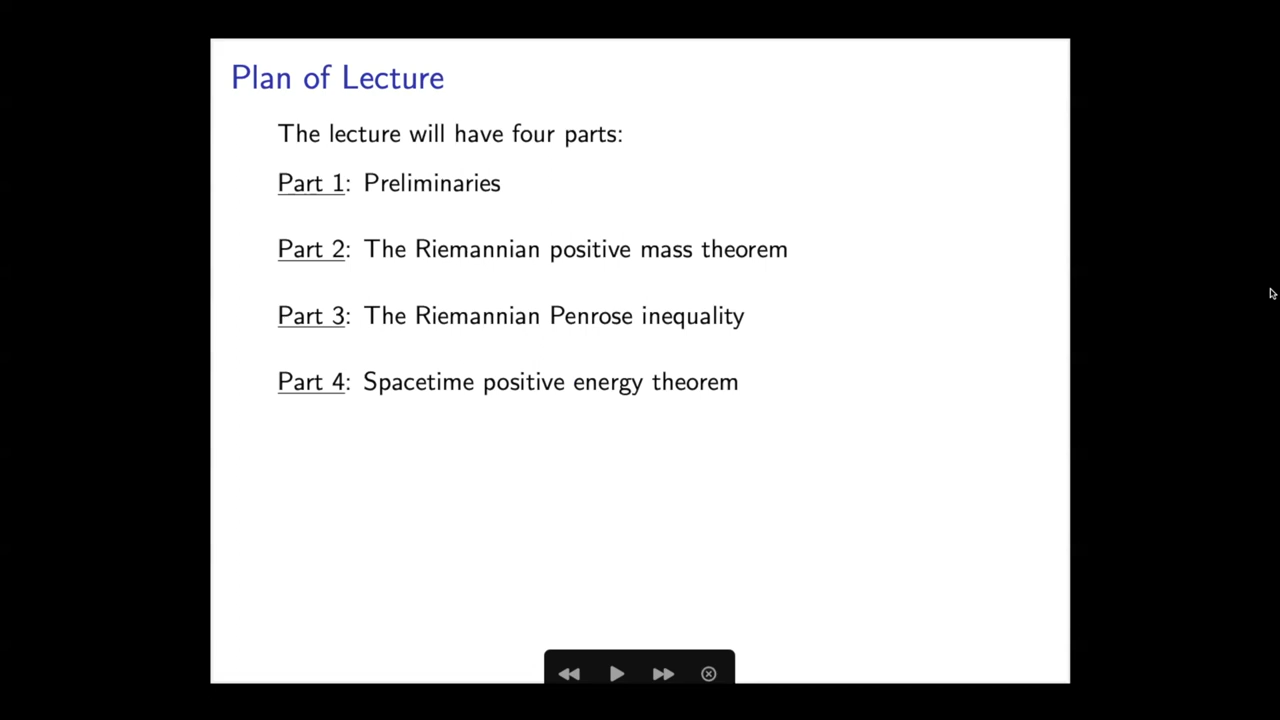 Plan of Lecture
The lecture will have four parts:
Part 1: Preliminaries
Part 2: The Riemannian positive mass theorem
Part 3: The Riemannian Penrose inequality
Part 4: Spacetime positive energy theorem